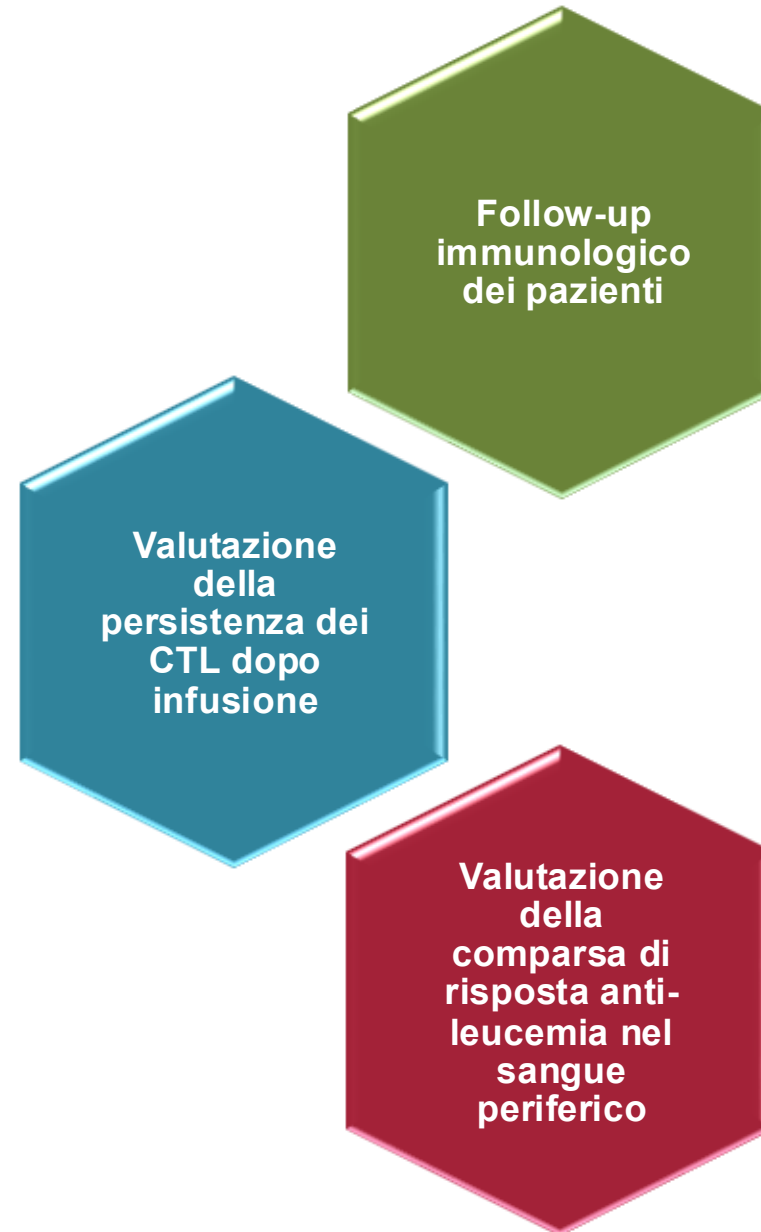 Follow-up
immunologico
dei pazienti
Valutazione
della
persistenza dei
CTL dopo
infusione
Valutazione
della
comparsa di
risposta anti-
leucemia nel
sangue
periferico